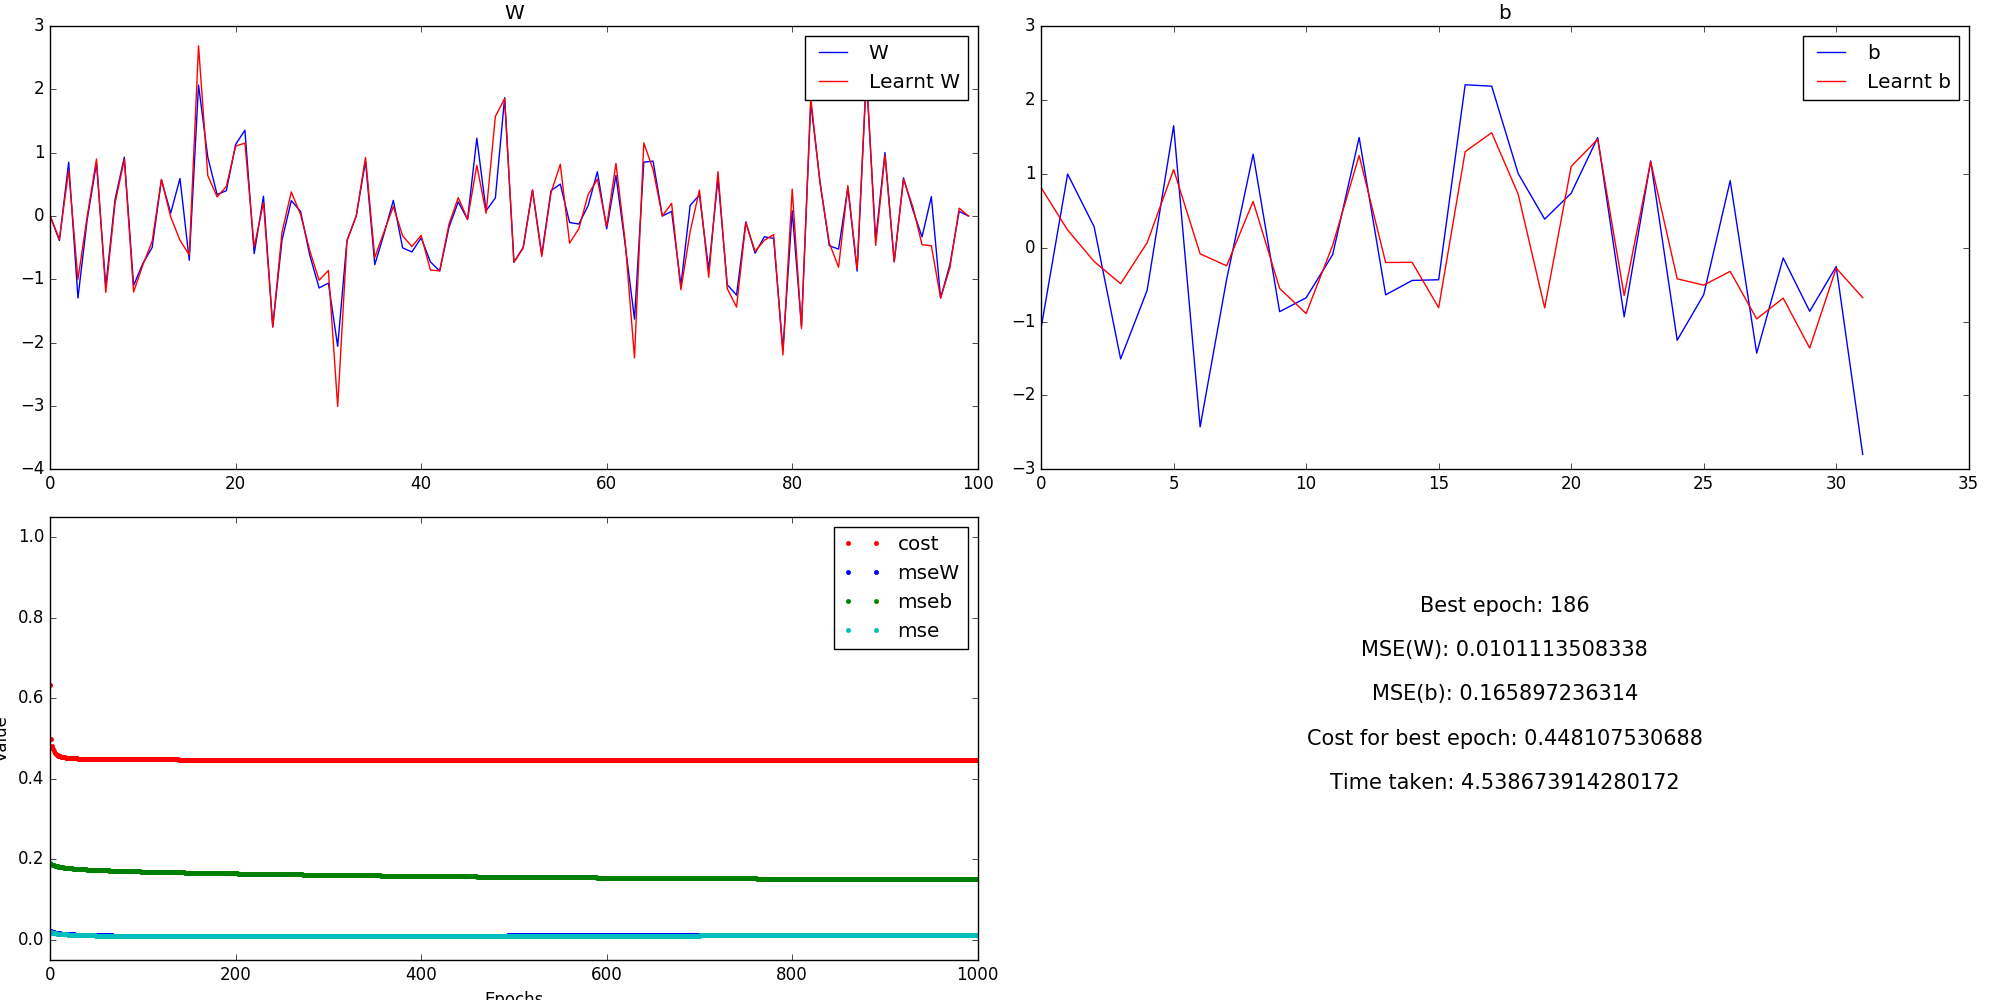 W
3
2
1
0
−1
−2
−3
−4
0 20 40 60 80 100
W
Learnt W
b
3
2
1
0
−1
−2
−3
0 5 10 15 20 25 30 35
b
Learnt b
1.0
0.8
0.6
0.4
0.2
0.0
0 200 400 600 800 1000
Epochs
cost
mseW
mseb
mse
Best epoch: 186
MSE(W): 0.0101113508338
MSE(b): 0.165897236314
Cost for best epoch: 0.448107530688
Time taken: 4.538673914280172